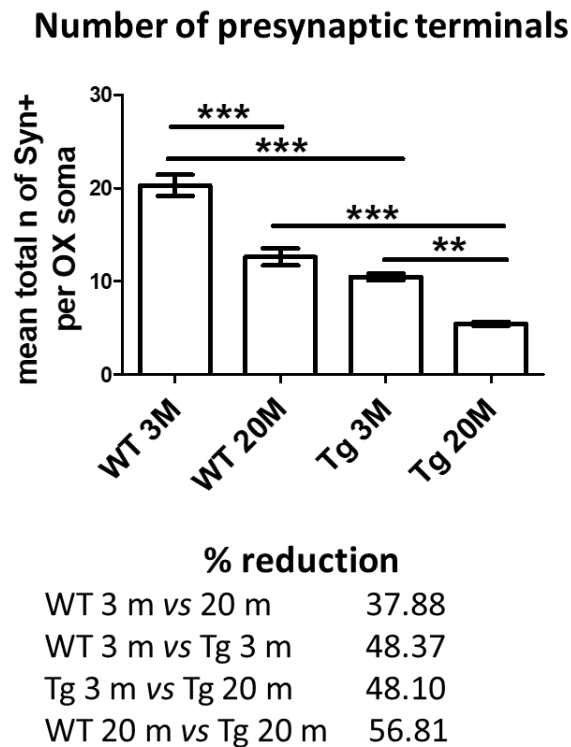 Number of presynaptic terminals
mean total n of Syn+
per OX soma
30
20
10
0
***
***
***
**
WT 3M
WT 20M
Tg 3M
Tg 20M
% reduction
WT 3 m vs 20 m 37.88
WT 3 m vs Tg 3 m 48.37
Tg 3 m vs Tg 20 m 48.10
WT 20 m vs Tg 20 m 56.81